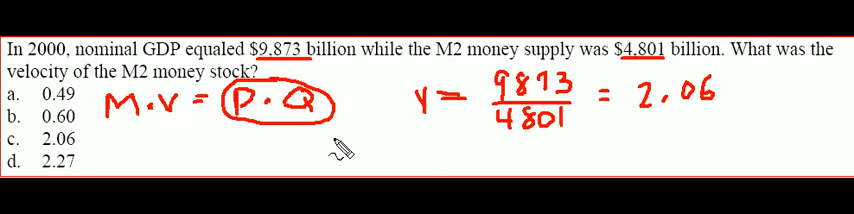 In 2000, nominal GDP equaled $9,873 billion while the M2 money supply was $4,801 billion. What was the
velocity of the M2 money stock?
a. 0.49
b. 0.60
c. 2.06
d. 2.27
M.V = P.Q
V = 9873 / 4801 = 2.06